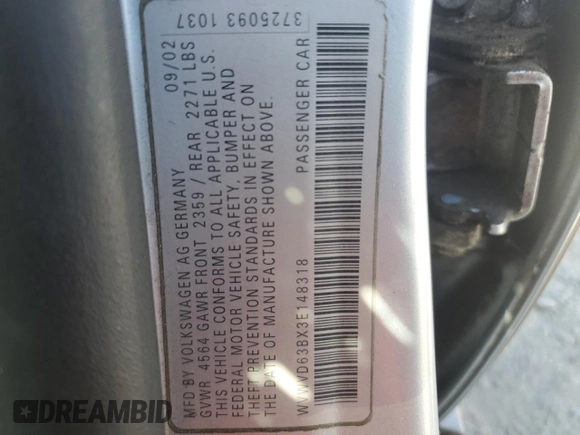 3725093 1037
MFD BY VOLKSWAGEN AG GERMANY 09/02
GVWR 4564 GAWR FRONT 2359 / REAR 2271 LBS
THIS VEHICLE CONFORMS TO ALL APPLICABLE U.S.
FEDERAL MOTOR VEHICLE SAFETY, BUMPER AND
THEFT PREVENTION STANDARDS IN EFFECT ON
THE DATE OF MANUFACTURE SHOWN ABOVE.
WVWVD63BX3E148318 PASSENGER CAR
DREAMBID